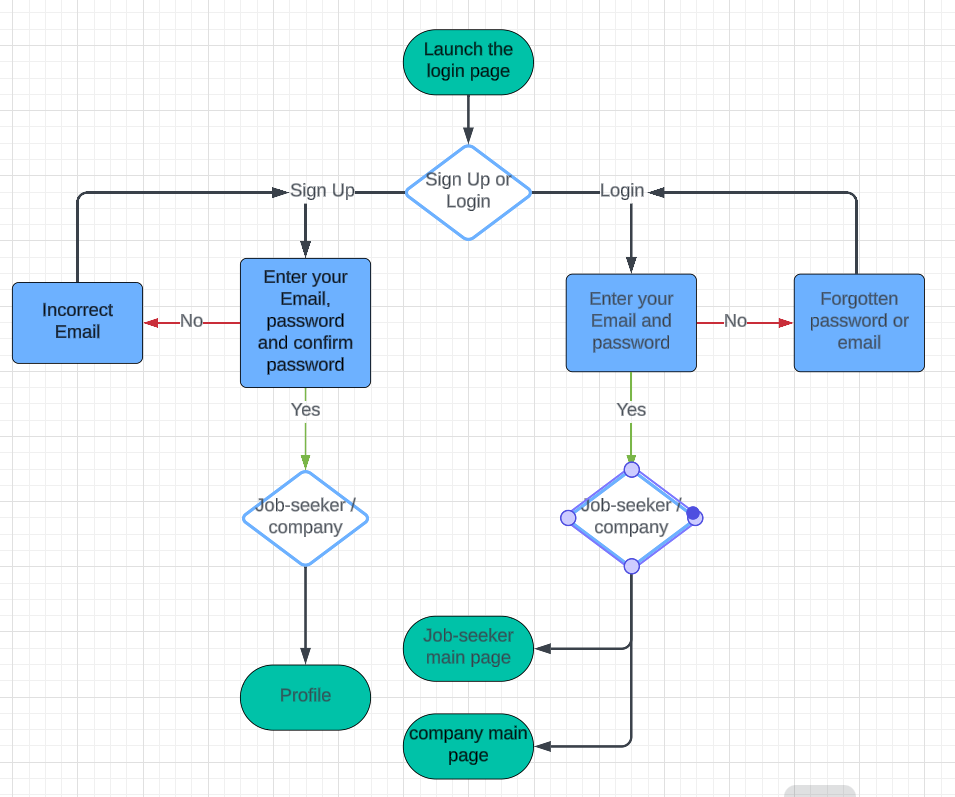 Launch the
login page
Sign Up or
Login
Sign Up
Login
Incorrect
Email
No
Enter your
Email,
password
and confirm
password
Enter your
Email and
password
No
Forgotten
password or
email
Yes
Yes
Job-seeker /
company
Job-seeker /
company
Job-seeker
main page
Profile
company main
page